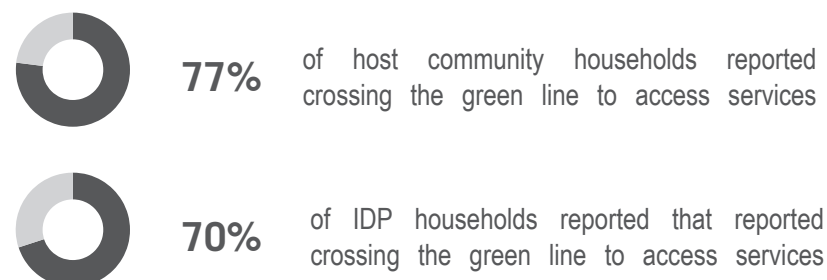 77%
of host community households reported
crossing the green line to access services
70%
of IDP households reported that reported
crossing the green line to access services